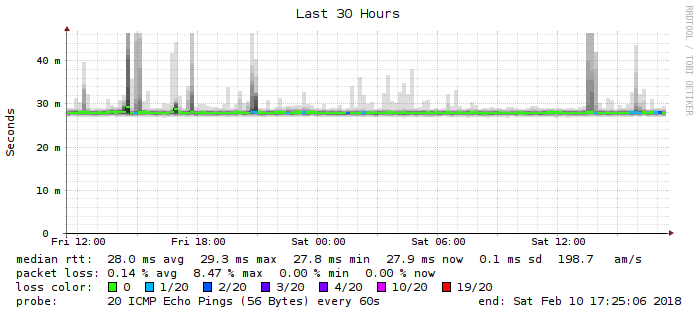 Last 30 Hours
RRDTOOL / TOBI OETIKER
Seconds
40 m
30 m
20 m
10 m
0
Fri 12:00 Fri 18:00 Sat 00:00 Sat 06:00 Sat 12:00
median rtt: 28.0 ms avg 29.3 ms max 27.8 ms min 27.9 ms now 0.1 ms sd 198.7 am/s
packet loss: 0.14 % avg 8.47 % max 0.00 % min 0.00 % now
loss color: 0 1/20 2/20 3/20 4/20 10/20 19/20
probe: 20 ICMP Echo Pings (56 Bytes) every 60s end: Sat Feb 10 17:25:06 2018